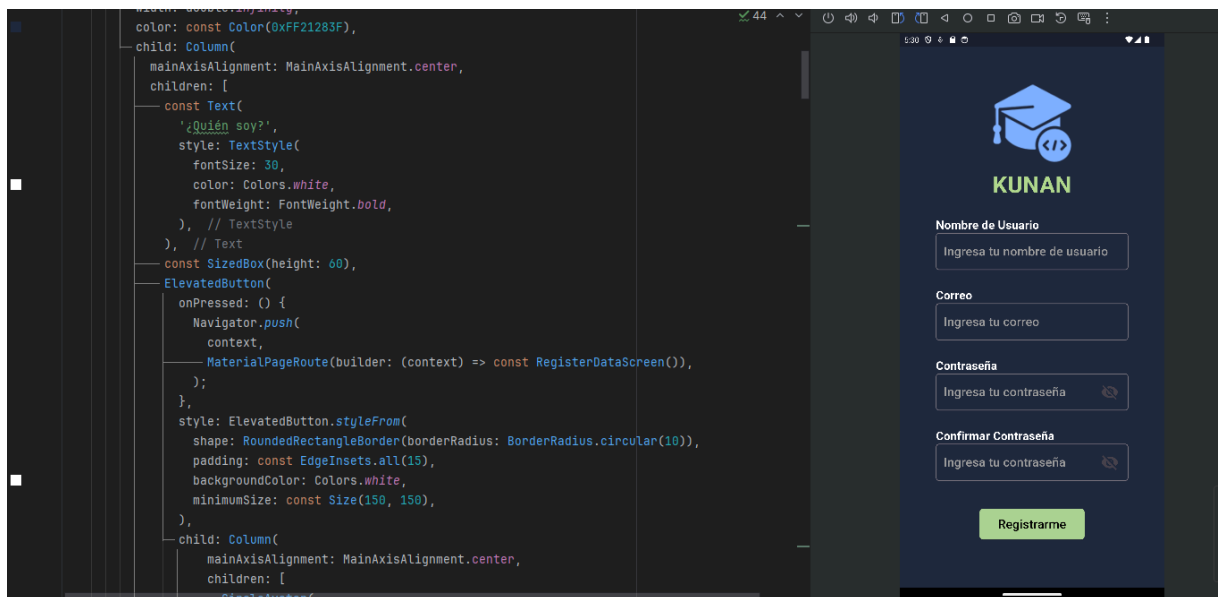 width: double.infinity,
color: const Color(0xFF21283F),
child: Column(
mainAxisAlignment: MainAxisAlignment.center,
children: [
const Text(
'¿Quién soy?',
style: TextStyle(
fontSize: 30,
color: Colors.white,
fontWeight: FontWeight.bold,
), // TextStyle
), // Text
const SizedBox(height: 60),
ElevatedButton(
onPressed: () {
Navigator.push(
context,
MaterialPageRoute(builder: (context) => const RegisterDataScreen()),
);
},
style: ElevatedButton.styleFrom(
shape: RoundedRectangleBorder(borderRadius: BorderRadius.circular(10)),
padding: const EdgeInsets.all(15),
backgroundColor: Colors.white,
minimumSize: const Size(150, 150),
),
child: Column(
mainAxisAlignment: MainAxisAlignment.center,
children: [
CircleAvatar(
44
5:30
</>
KUNAN
Nombre de Usuario
Ingresa tu nombre de usuario
Correo
Ingresa tu correo
Contraseña
Ingresa tu contraseña
Confirmar Contraseña
Ingresa tu contraseña
Registrarme